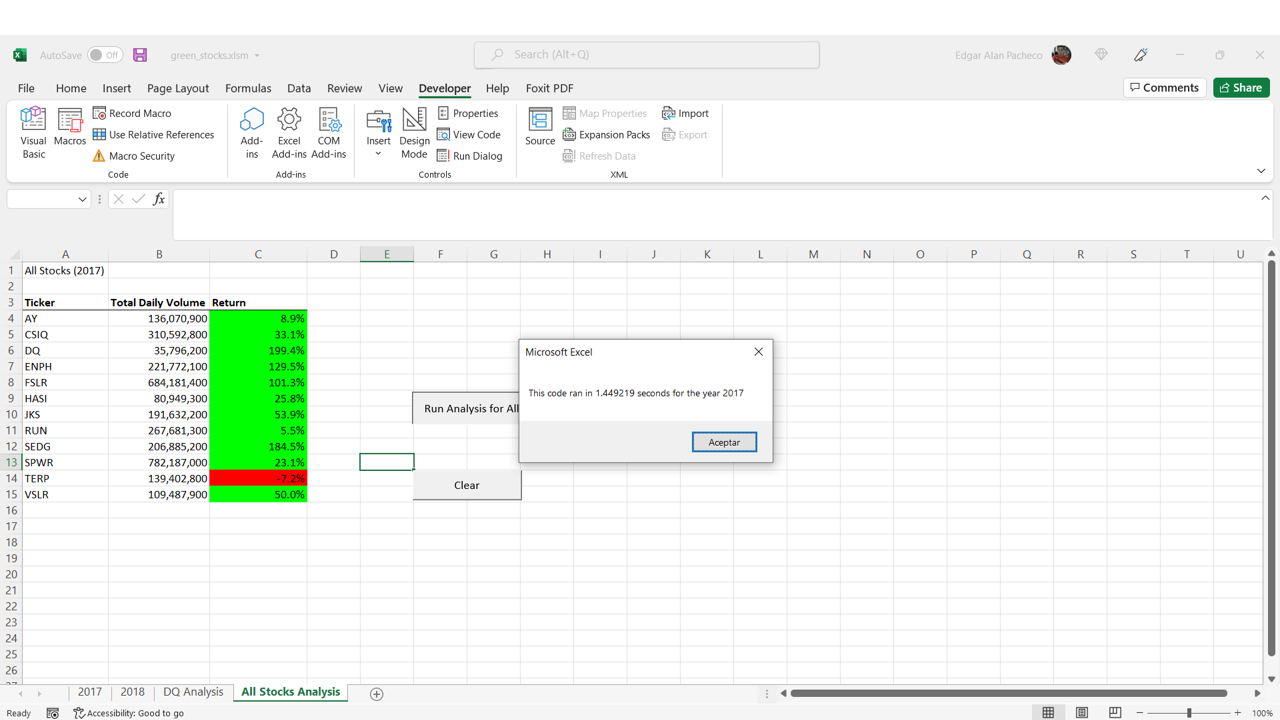 AutoSave Off green_stocks.xlsm Search (Alt+Q) Edgar Alan Pacheco
File Home Insert Page Layout Formulas Data Review View Developer Help Foxit PDF Comments Share
Visual Basic
Macros
Record Macro
Use Relative References
Macro Security
Code
Add-ins
Excel Add-ins
COM Add-ins
Add-ins
Insert
Design Mode
Properties
View Code
Run Dialog
Controls
Source
Map Properties
Expansion Packs
Refresh Data
Import
Export
XML
fx
A B C D E F G H I J K L M N O P Q R S T U
1 All Stocks (2017)
2
3 Ticker Total Daily Volume Return
4 AY 136,070,900 8.9%
5 CSIQ 310,592,800 33.1%
6 DQ 35,796,200 199.4%
7 ENPH 221,772,100 129.5%
8 FSLR 684,181,400 101.3%
9 HASI 80,949,300 25.8%
10 JKS 191,632,200 53.9%
11 RUN 267,681,300 5.5%
12 SEDG 206,885,200 184.5%
13 SPWR 782,187,000 23.1%
14 TERP 139,402,800 -7.2%
15 VSLR 109,487,900 50.0%
16
17
18
19
20
21
22
23
24
25
26
Run Analysis for All
Clear
Microsoft Excel
This code ran in 1.449219 seconds for the year 2017
Aceptar
2017 2018 DQ Analysis All Stocks Analysis
Ready Accessibility: Good to go 100%